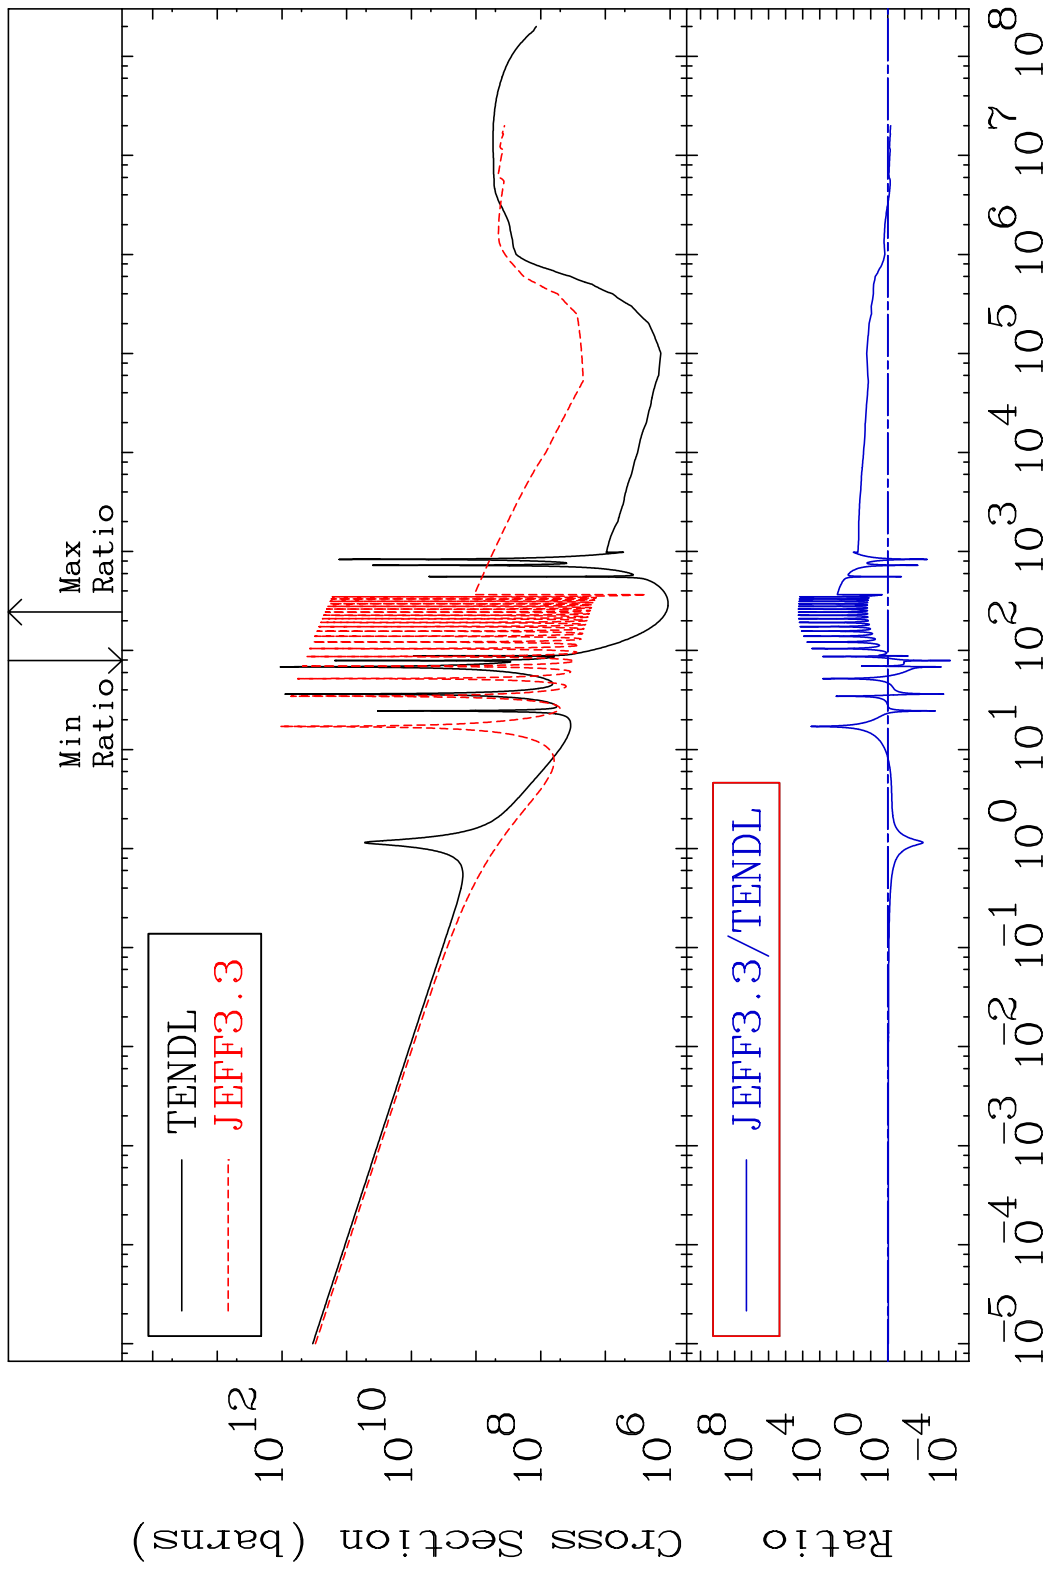 Min
Ratio
Max
Ratio
TENDL
JEFF3.3
10^12
10^10
10^8
10^6
Cross Section (barns)
JEFF3.3/TENDL
10^8
10^4
10^0
10^-4
Ratio
10^-5 10^-4 10^-3 10^-2 10^-1 10^0 10^1 10^2 10^3 10^4 10^5 10^6 10^7 10^8